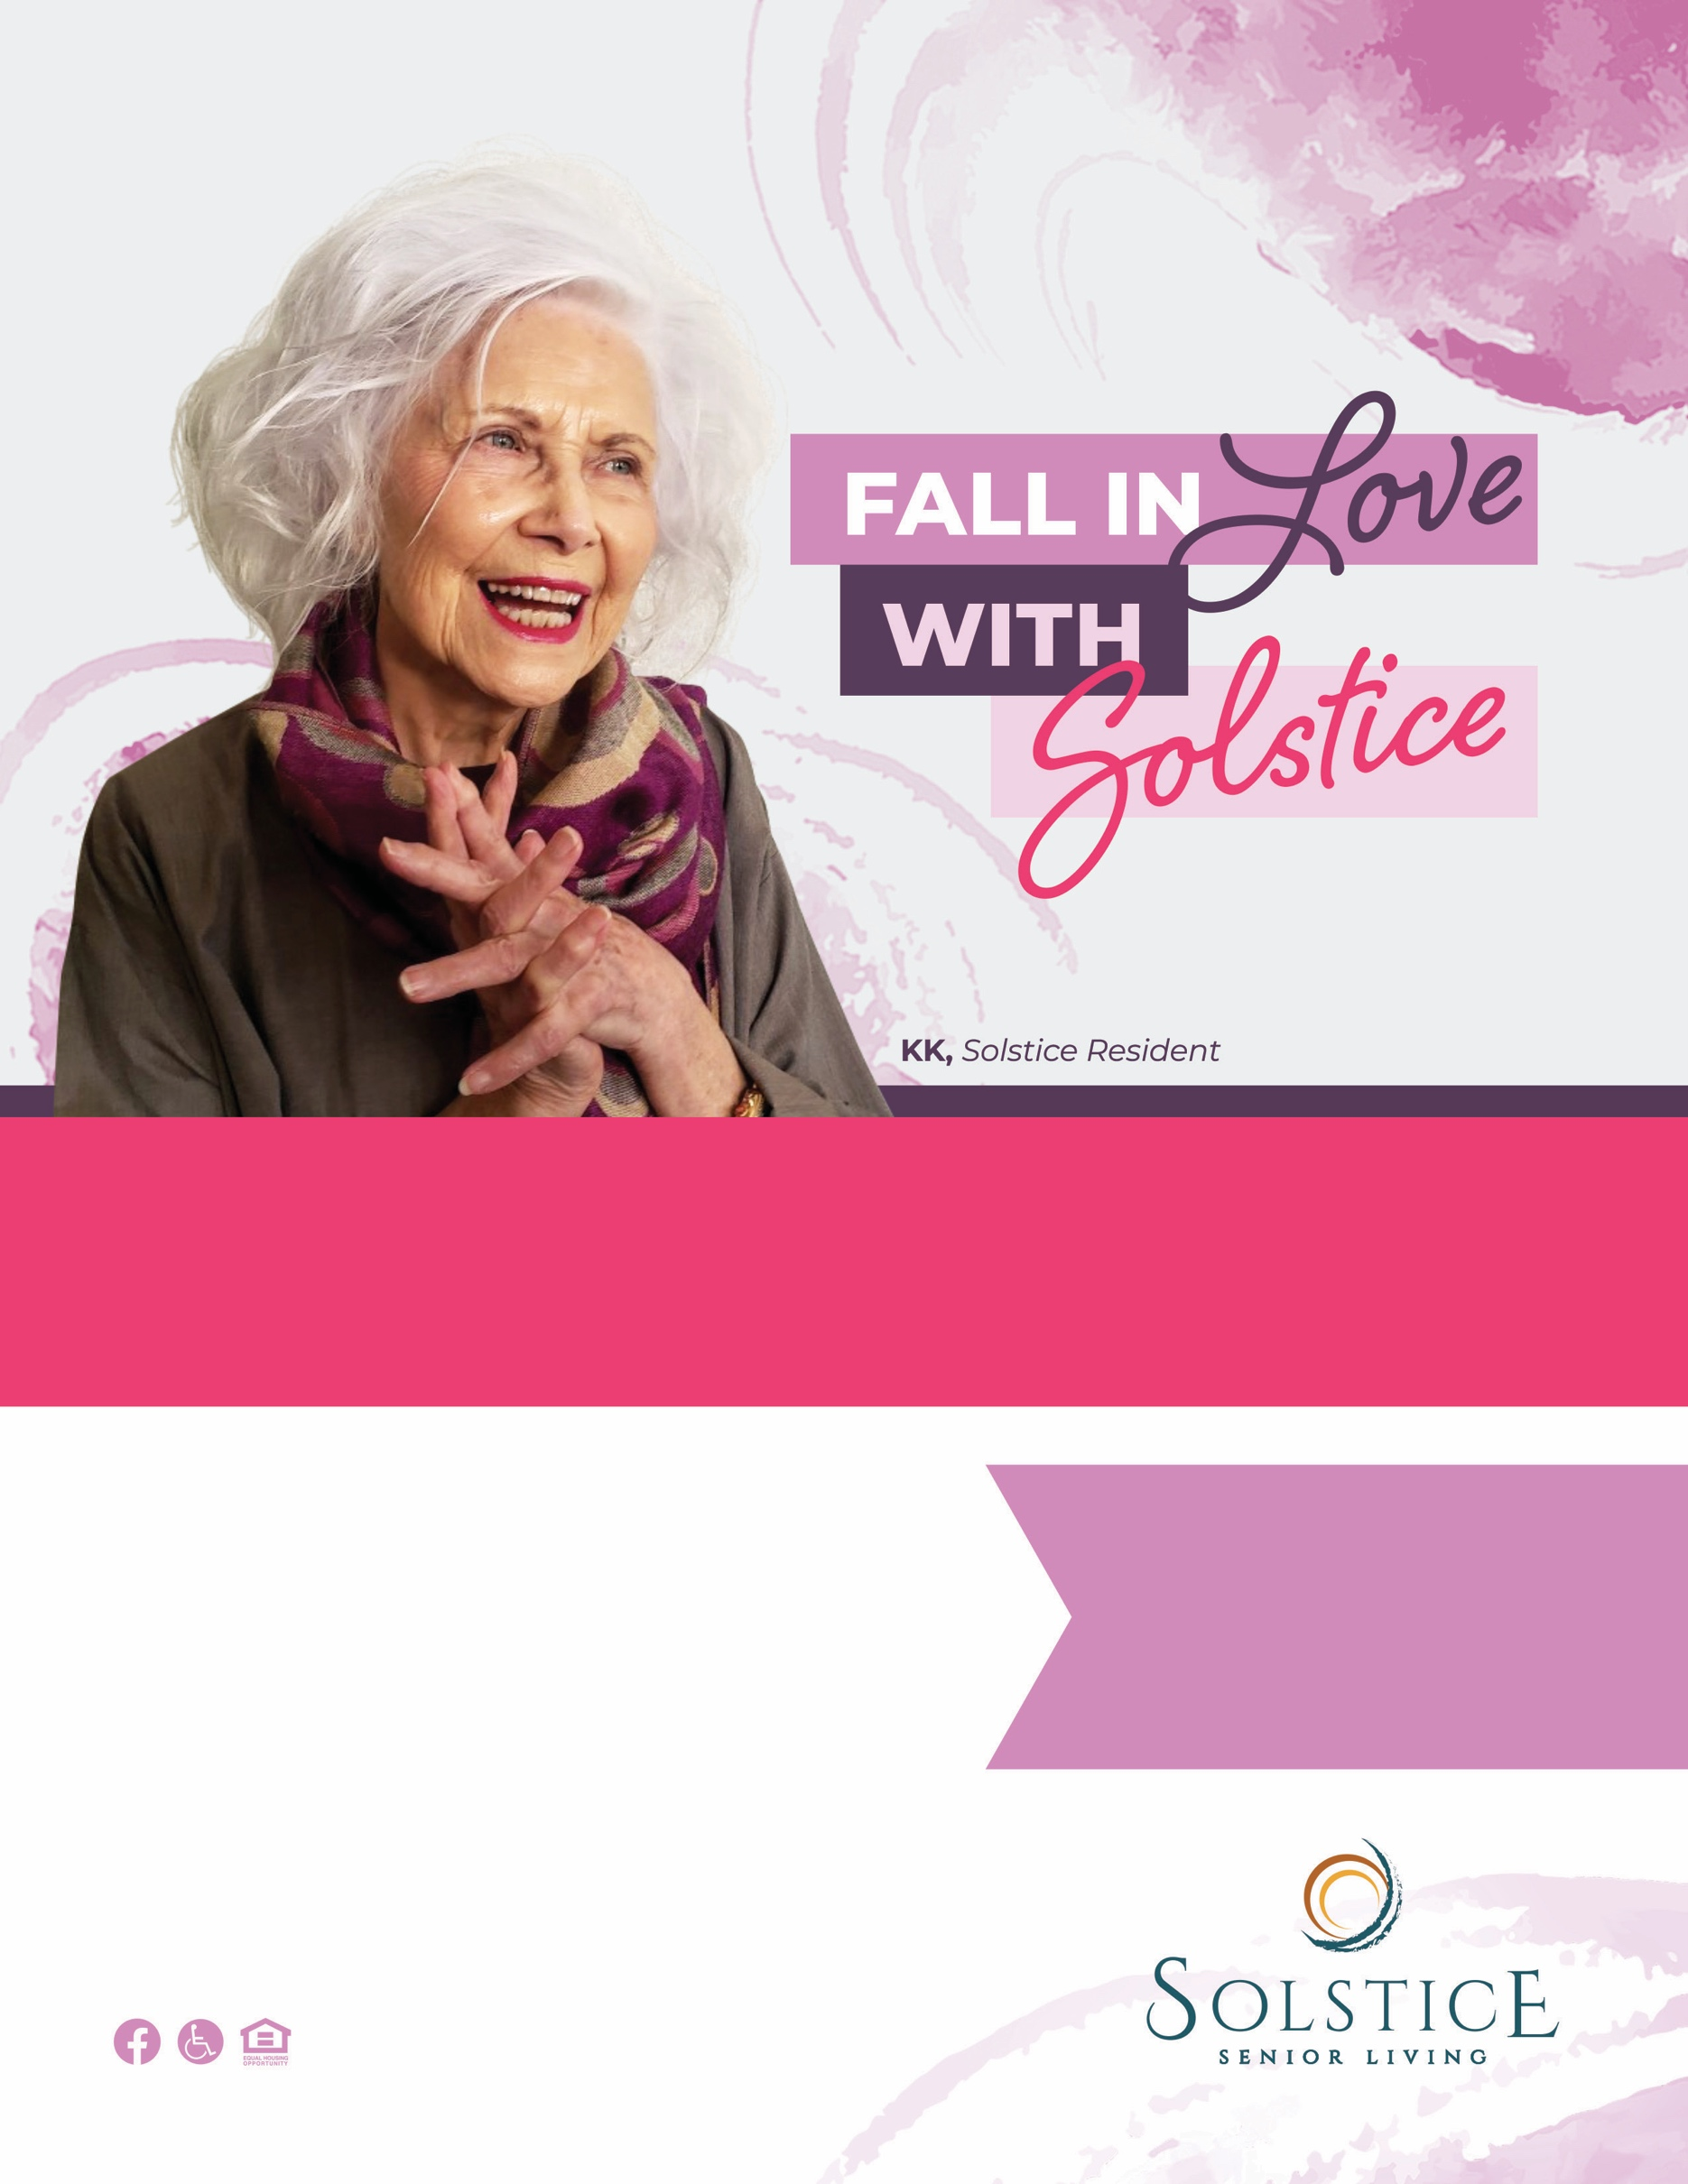 FALL IN Love
WITH
Solstice
KK, Solstice Resident
SOLSTICE
SENIOR LIVING
EQUAL HOUSING
OPPORTUNITY